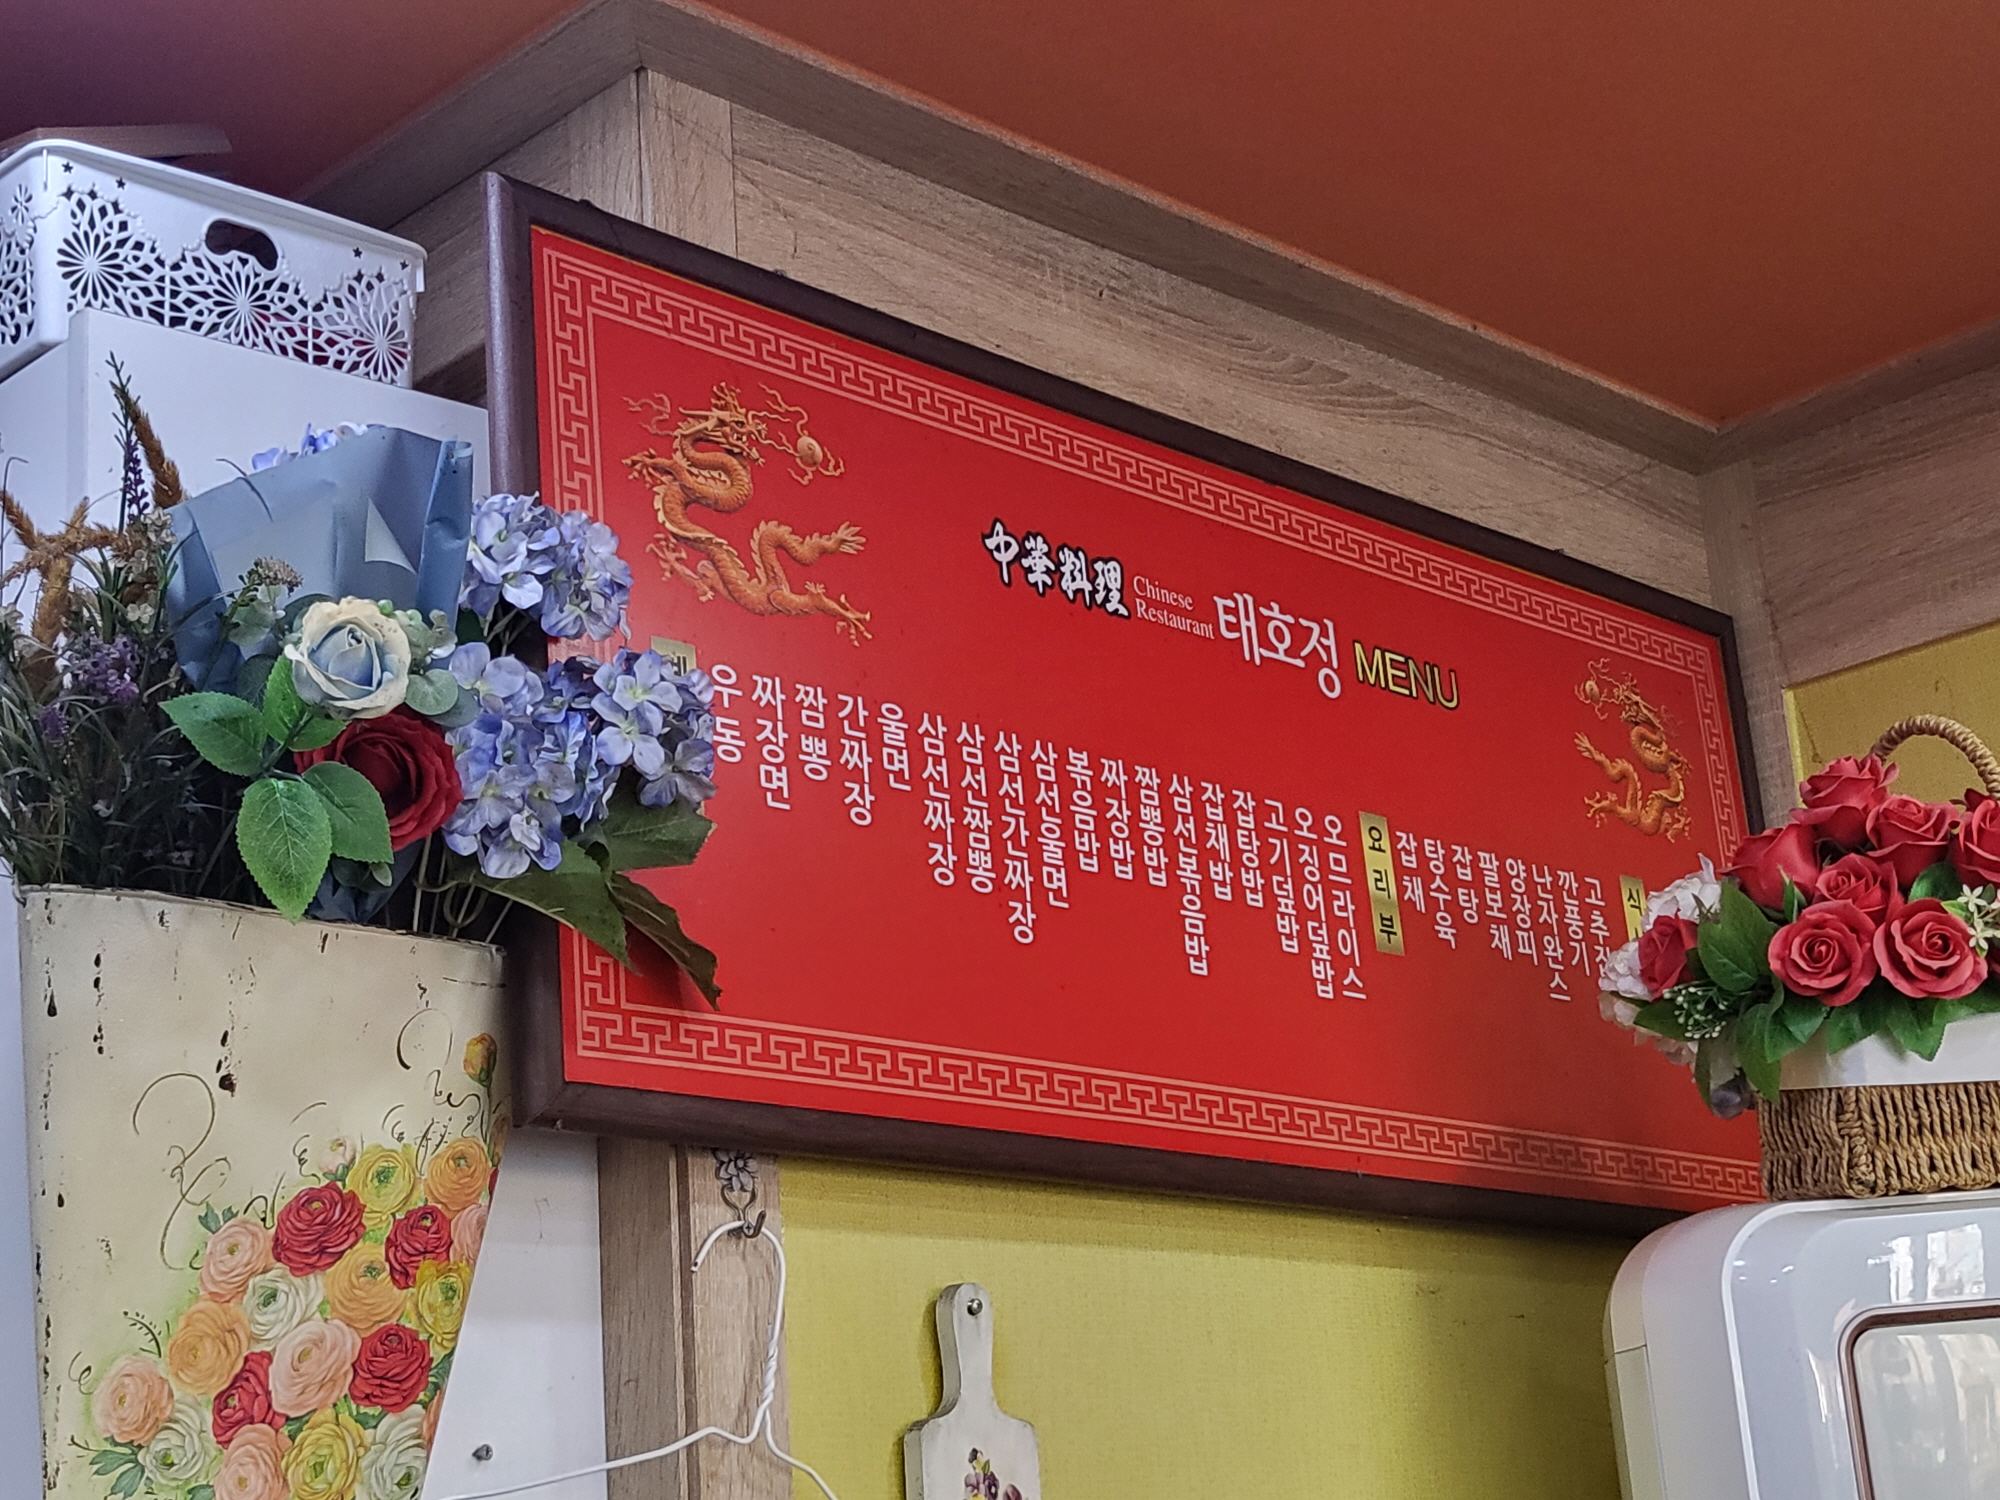 中華料理 Chinese Restaurant 태호정 MENU
우동
짜장면
짬뽕
간짜장
울면
삼선짜장
삼선짬뽕
삼선간짜장
삼선울면
볶음밥
짜장밥
짬뽕밥
삼선볶음밥
잡채밥
잡탕밥
고기덮밥
오징어덮밥
오므라이스
요리부
잡채
탕수육
잡탕
팔보채
양장피
난자완스
깐풍기
고추
식